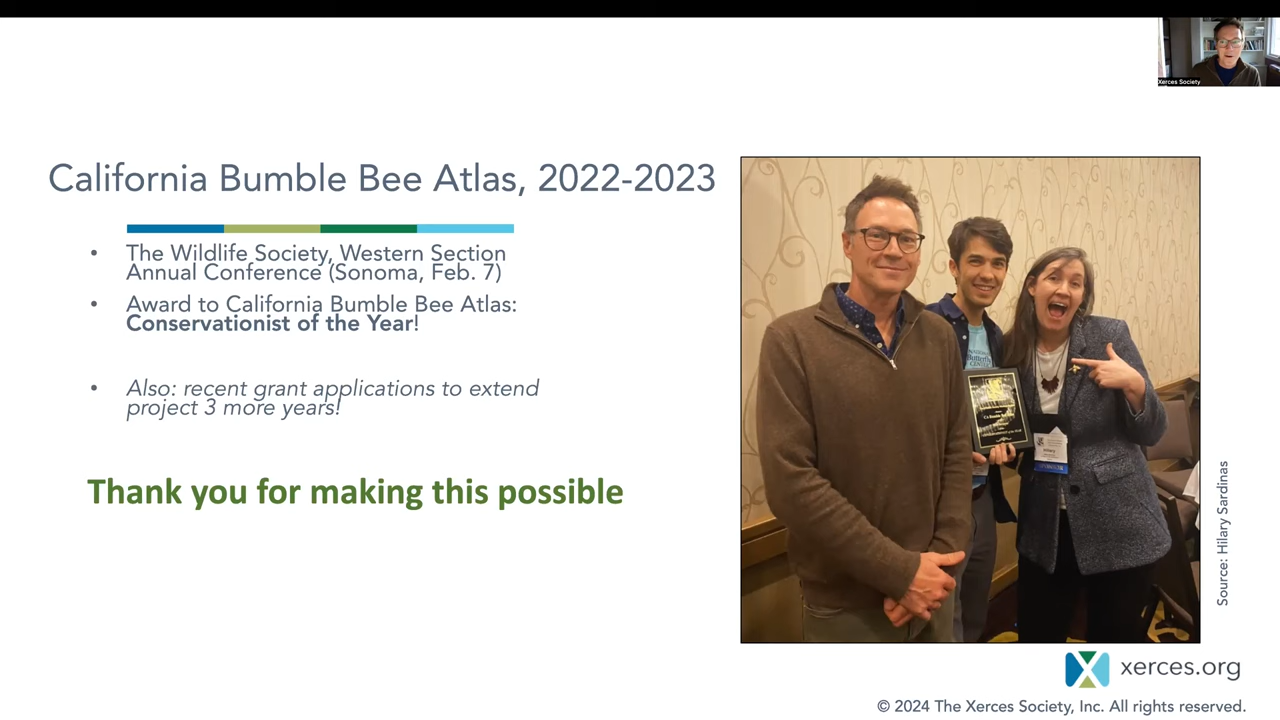 Xerces Society
California Bumble Bee Atlas, 2022-2023
• The Wildlife Society, Western Section
Annual Conference (Sonoma, Feb. 7)
• Award to California Bumble Bee Atlas:
Conservationist of the Year!
• Also: recent grant applications to extend
project 3 more years!
Thank you for making this possible
Hilary
Source: Hilary Sardinas
xerces.org
© 2024 The Xerces Society, Inc. All rights reserved.